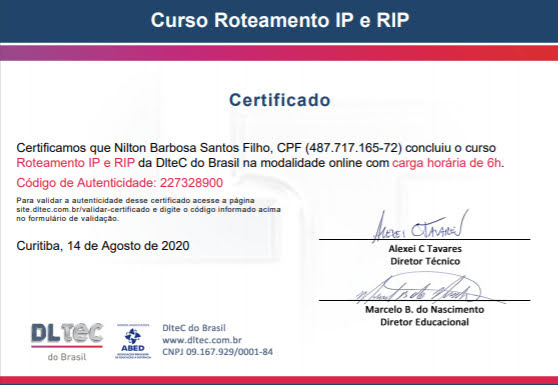 Curso Roteamento IP e RIP
Certificado
Certificamos que Nilton Barbosa Santos Filho, CPF (487.717.165-72) concluiu o curso
Roteamento IP e RIP da DlteC do Brasil na modalidade online com carga horária de 6h.
Código de Autenticidade: 227328900
Para validar a autenticidade desse certificado acesse a página
site.dltec.com.br/validar-certificado e digite o código informado acima
no formulário de validação.
Curitiba, 14 de Agosto de 2020
Alexei C Tavares
Alexei C Tavares
Diretor Técnico
Marcelo B. do Nascimento
Diretor Educacional
DLTEC
do Brasil
ABED
DlteC do Brasil
www.dltec.com.br
CNPJ 09.167.929/0001-84